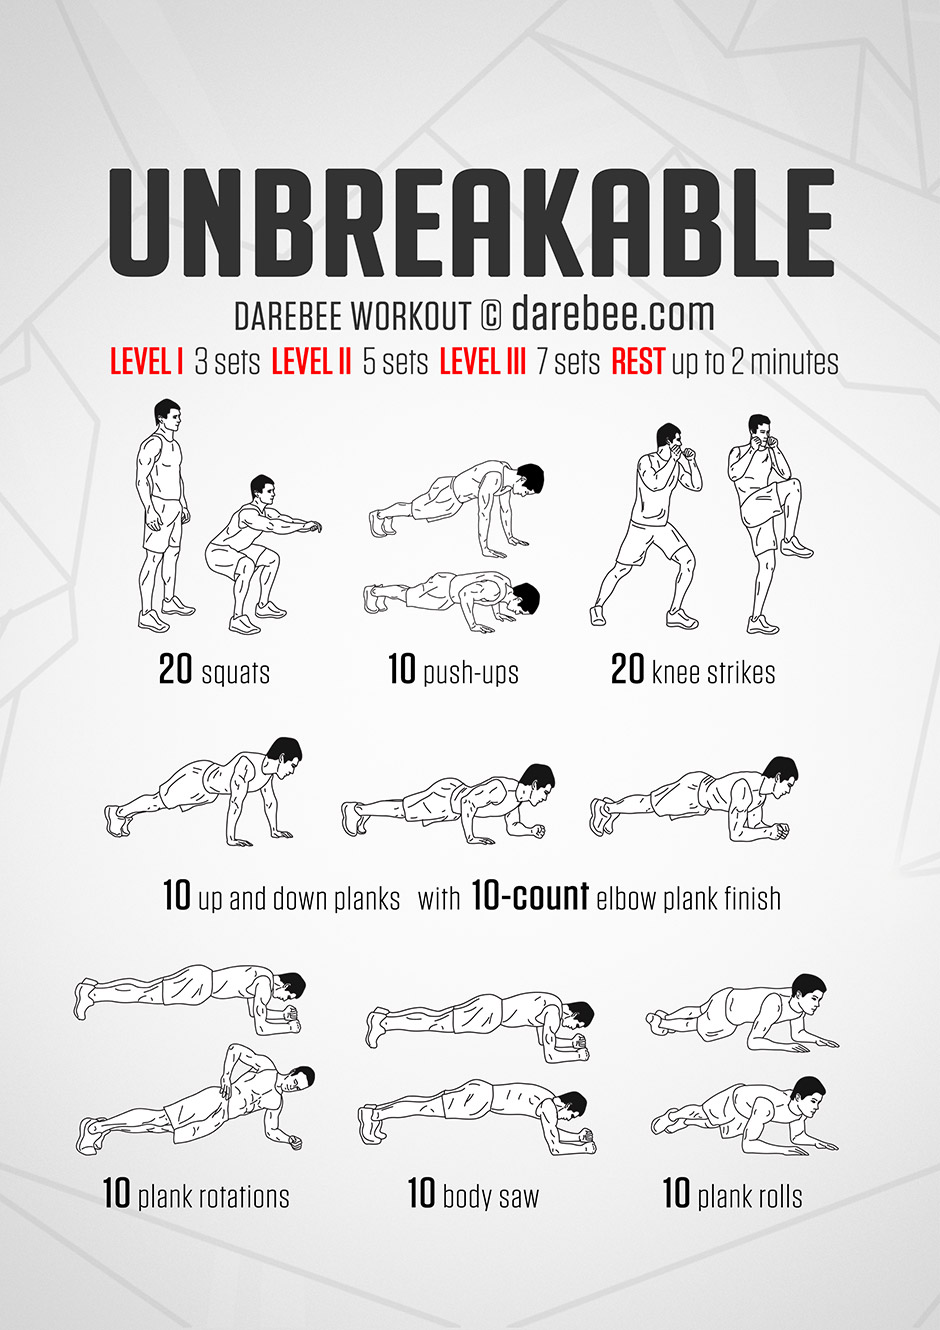 UNBREAKABLE
DAREBEE WORKOUT © darebee.com
LEVEL I 3 sets LEVEL II 5 sets LEVEL III 7 sets REST up to 2 minutes
20 squats 10 push-ups 20 knee strikes
10 up and down planks with 10-count elbow plank finish
10 plank rotations 10 body saw 10 plank rolls